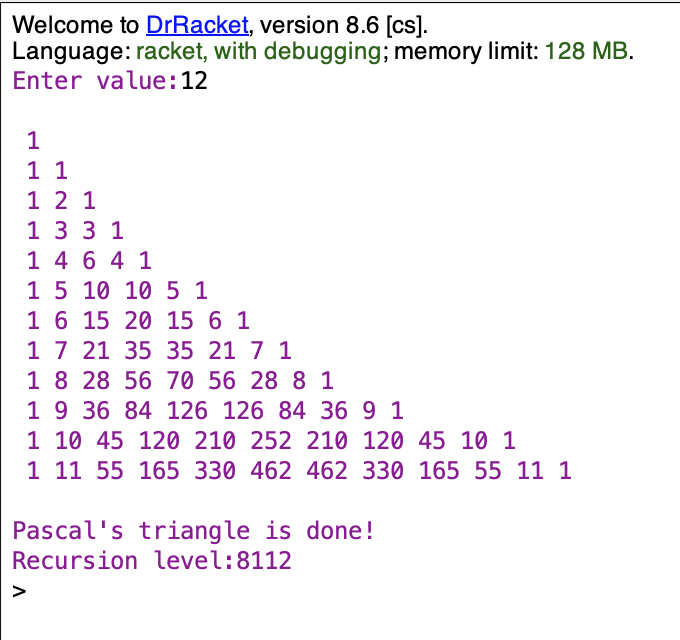 Welcome to DrRacket, version 8.6 [cs].
Language: racket, with debugging; memory limit: 128 MB.
Enter value:12
1
1 1
1 2 1
1 3 3 1
1 4 6 4 1
1 5 10 10 5 1
1 6 15 20 15 6 1
1 7 21 35 35 21 7 1
1 8 28 56 70 56 28 8 1
1 9 36 84 126 126 84 36 9 1
1 10 45 120 210 252 210 120 45 10 1
1 11 55 165 330 462 462 330 165 55 11 1
Pascal's triangle is done!
Recursion level:8112
>